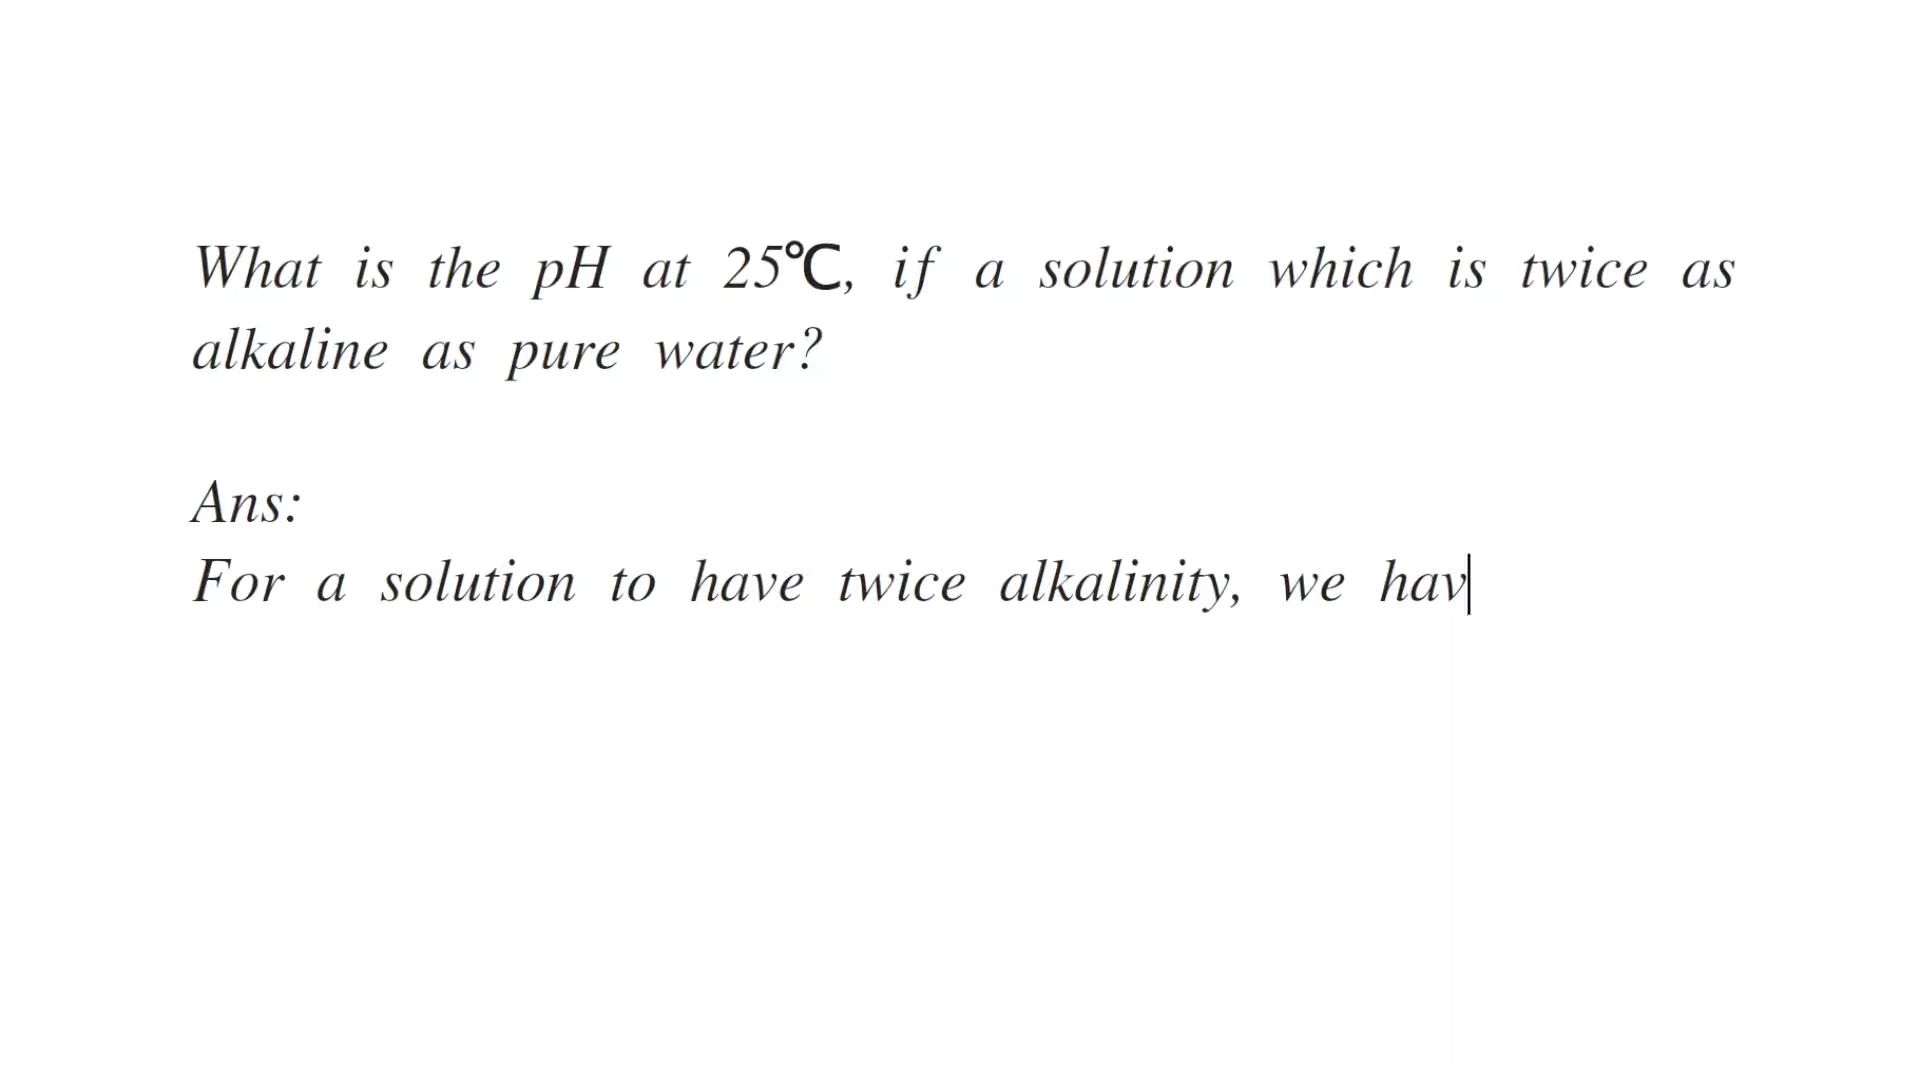 What is the pH at 25℃, if a solution which is twice as
alkaline as pure water?
Ans:
For a solution to have twice alkalinity, we hav